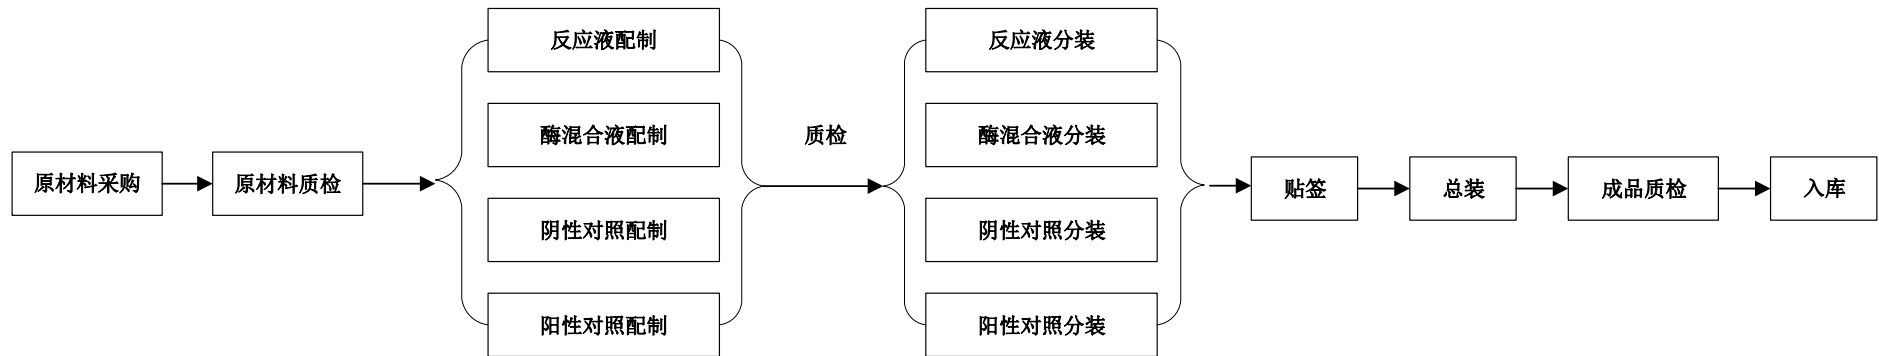 原材料采购
原材料质检
反应液配制
酶混合液配制
阴性对照配制
阳性对照配制
质检
反应液分装
酶混合液分装
阴性对照分装
阳性对照分装
贴签
总装
成品质检
入库